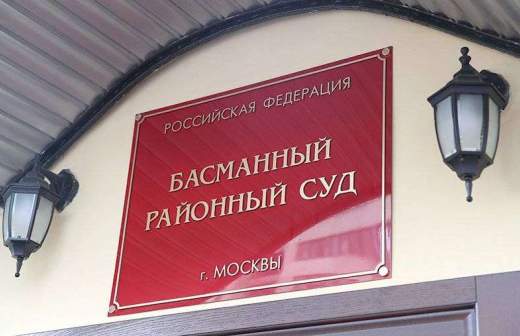 РОССИЙСКАЯ ФЕДЕРАЦИЯ
БАСМАННЫЙ
РАЙОННЫЙ СУД
г. МОСКВЫ